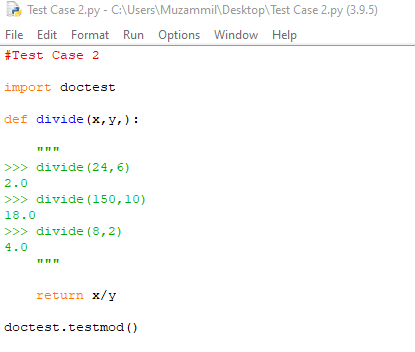 Test Case 2.py - C:\Users\Muzammil\Desktop\Test Case 2.py (3.9.5)
File Edit Format Run Options Window Help
#Test Case 2
import doctest
def divide(x,y,):
"""
>>> divide(24,6)
2.0
>>> divide(150,10)
18.0
>>> divide(8,2)
4.0
"""
return x/y
doctest.testmod()